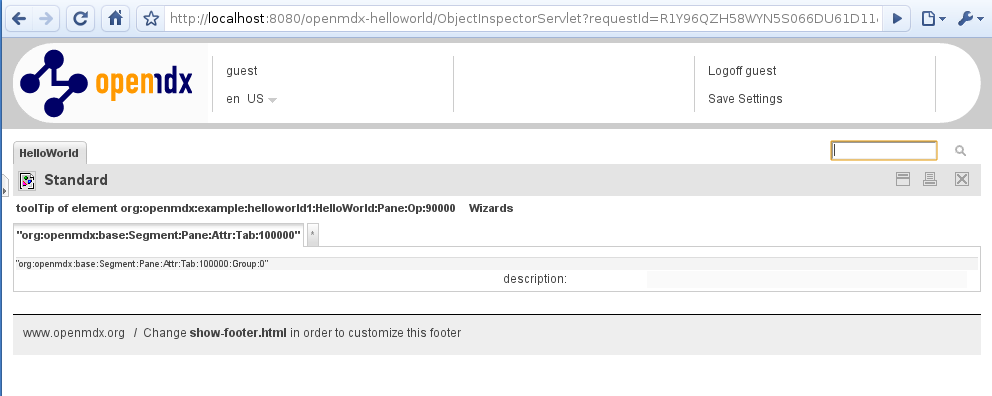 http://localhost:8080/openmdx-helloworld/ObjectInspectorServlet?requestId=R1Y96QZH58WYN5S066DU61D11
openmdx
guest
Logoff guest
en US
Save Settings
HelloWorld
Standard
toolTip of element org:openmdx:example:helloworld1:HelloWorld:Pane:Op:90000 Wizards
"org:openmdx:base:Segment:Pane:Attr:Tab:100000" *
"org:openmdx:base:Segment:Pane:Attr:Tab:100000:Group:0"
description:
www.openmdx.org / Change show-footer.html in order to customize this footer